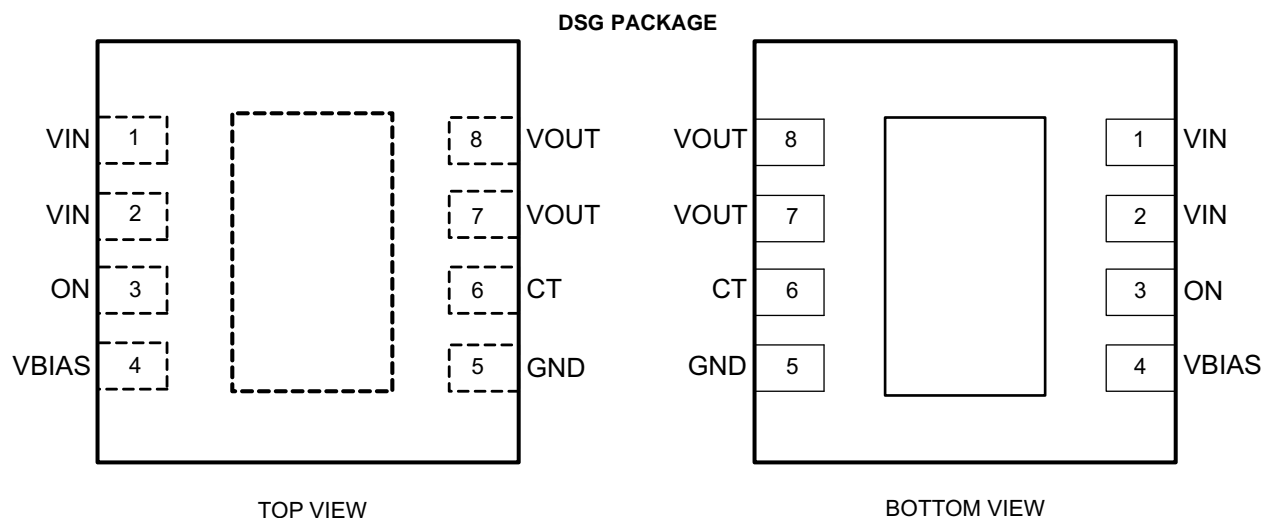 DSG PACKAGE
VIN 1 8 VOUT
VIN 2 7 VOUT
ON 3 6 CT
VBIAS 4 5 GND
TOP VIEW
VOUT 8 1 VIN
VOUT 7 2 VIN
CT 6 3 ON
GND 5 4 VBIAS
BOTTOM VIEW